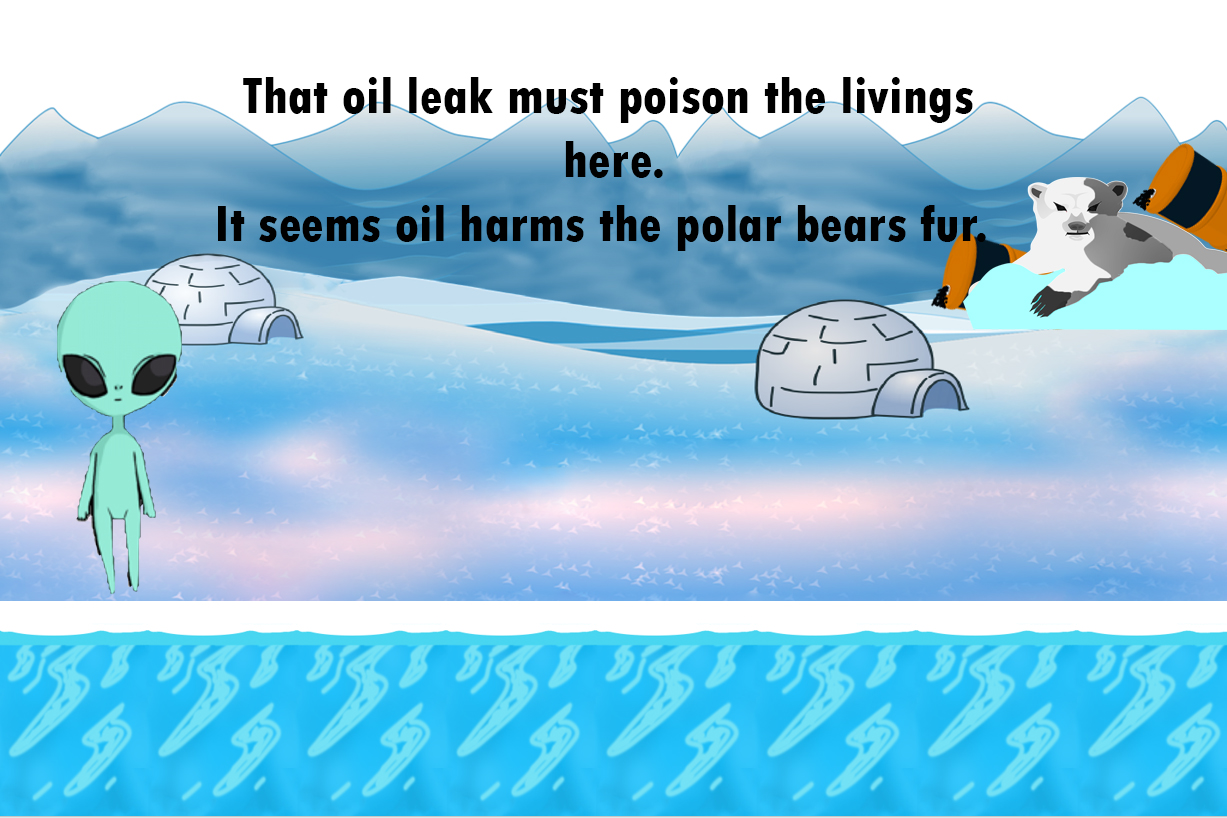 That oil leak must poison the livings
here.
It seems oil harms the polar bears fur.